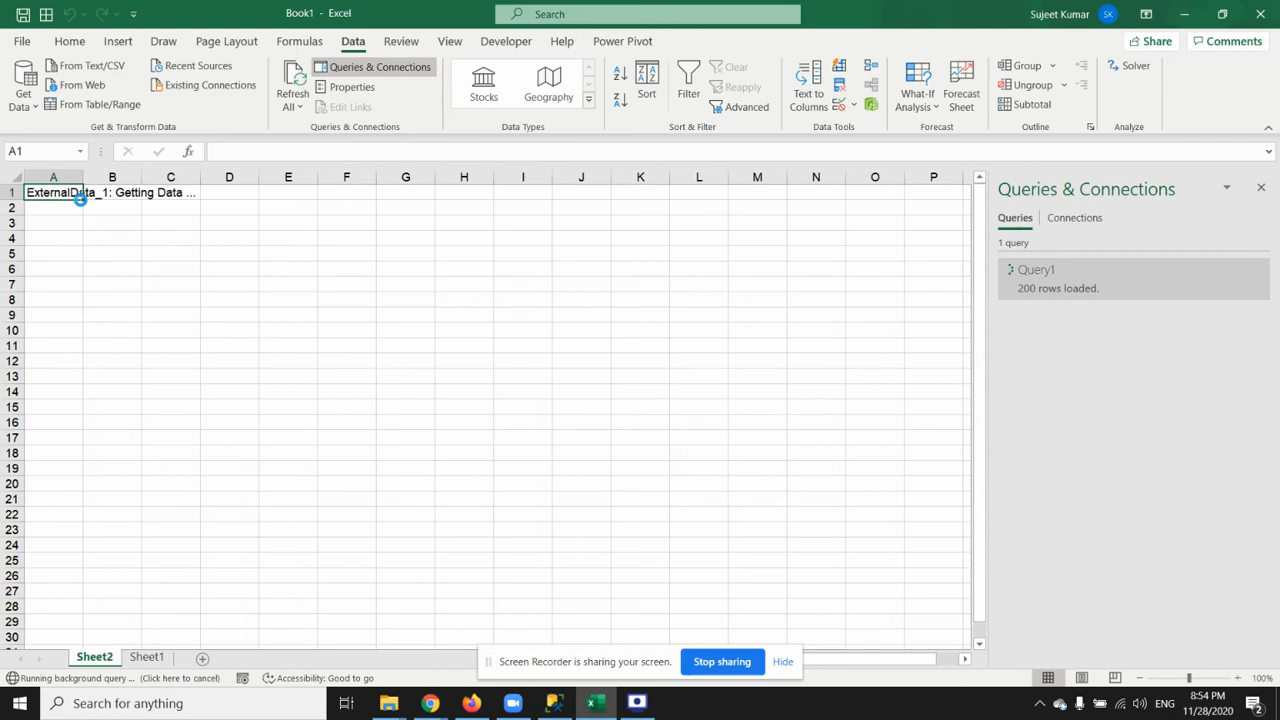 Book1 - Excel
Search
Sujeet Kumar
SK
File
Home
Insert
Draw
Page Layout
Formulas
Data
Review
View
Developer
Help
Power Pivot
Share
Comments
Get
Data
From Text/CSV
From Web
From Table/Range
Recent Sources
Existing Connections
Get & Transform Data
Refresh
All
Queries & Connections
Properties
Edit Links
Queries & Connections
Stocks
Geography
Data Types
Sort
Filter
Clear
Reapply
Advanced
Sort & Filter
Text to
Columns
Data Tools
What-If
Analysis
Forecast
Sheet
Forecast
Group
Ungroup
Subtotal
Outline
Solver
Analyze
A1
fx
A B C D E F G H I J K L M N O P
1 ExternalData_1: Getting Data ...
2
3
4
5
6
7
8
9
10
11
12
13
14
15
16
17
18
19
20
21
22
23
24
25
26
27
28
29
30
Queries & Connections
Queries
Connections
1 query
Query1
200 rows loaded.
Sheet2
Sheet1
Screen Recorder is sharing your screen.
Stop sharing
Hide
Running background query ... (Click here to cancel)
Accessibility: Good to go
100%
Search for anything
ENG
8:54 PM
11/28/2020
2